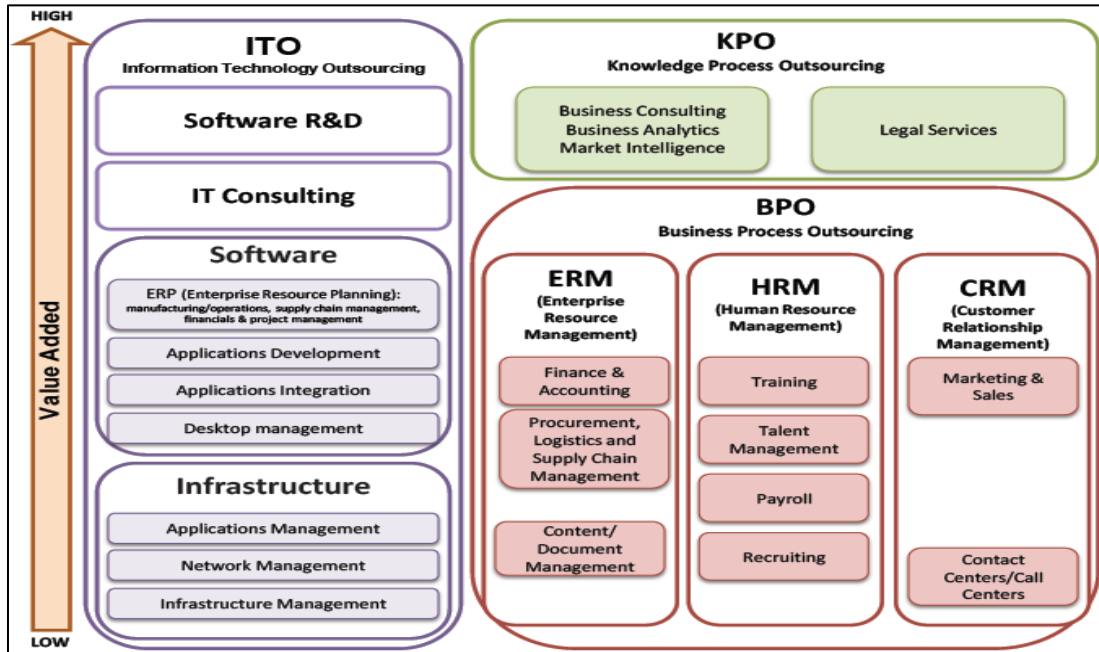 HIGH
Value Added
LOW
ITO
Information Technology Outsourcing
Software R&D
IT Consulting
Software
ERP (Enterprise Resource Planning):
manufacturing/operations, supply chain management,
financials & project management
Applications Development
Applications Integration
Desktop management
Infrastructure
Applications Management
Network Management
Infrastructure Management
KPO
Knowledge Process Outsourcing
Business Consulting
Business Analytics
Market Intelligence
Legal Services
BPO
Business Process Outsourcing
ERM
(Enterprise
Resource
Management)
Finance &
Accounting
Procurement,
Logistics and
Supply Chain
Management
Content/
Document
Management
HRM
(Human Resource
Management)
Training
Talent
Management
Payroll
Recruiting
CRM
(Customer
Relationship
Management)
Marketing &
Sales
Contact
Centers/Call
Centers